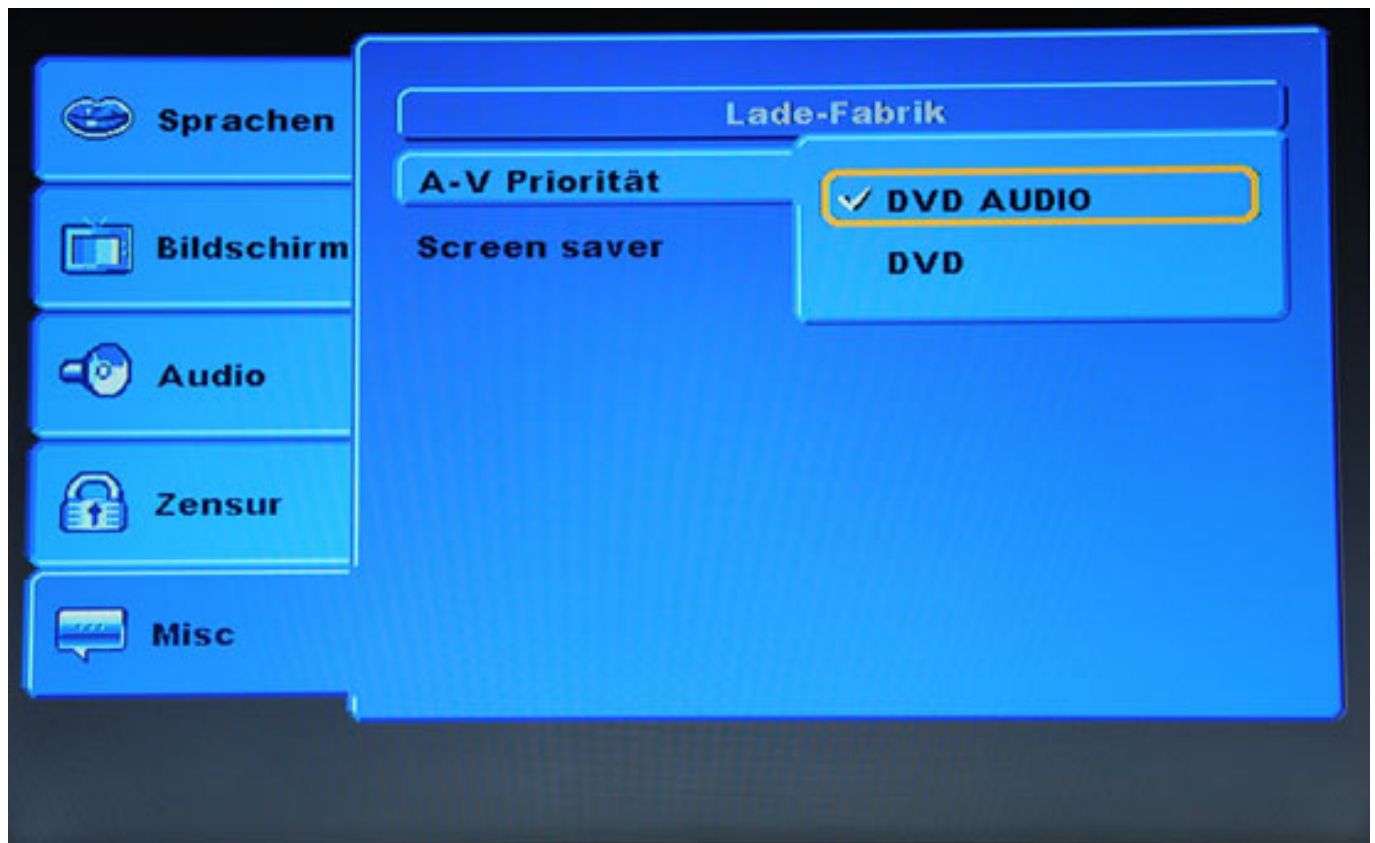 Sprachen
Bildschirm
Audio
Zensur
Misc
Lade-Fabrik
A-V Priorität
Screen saver
DVD AUDIO
DVD